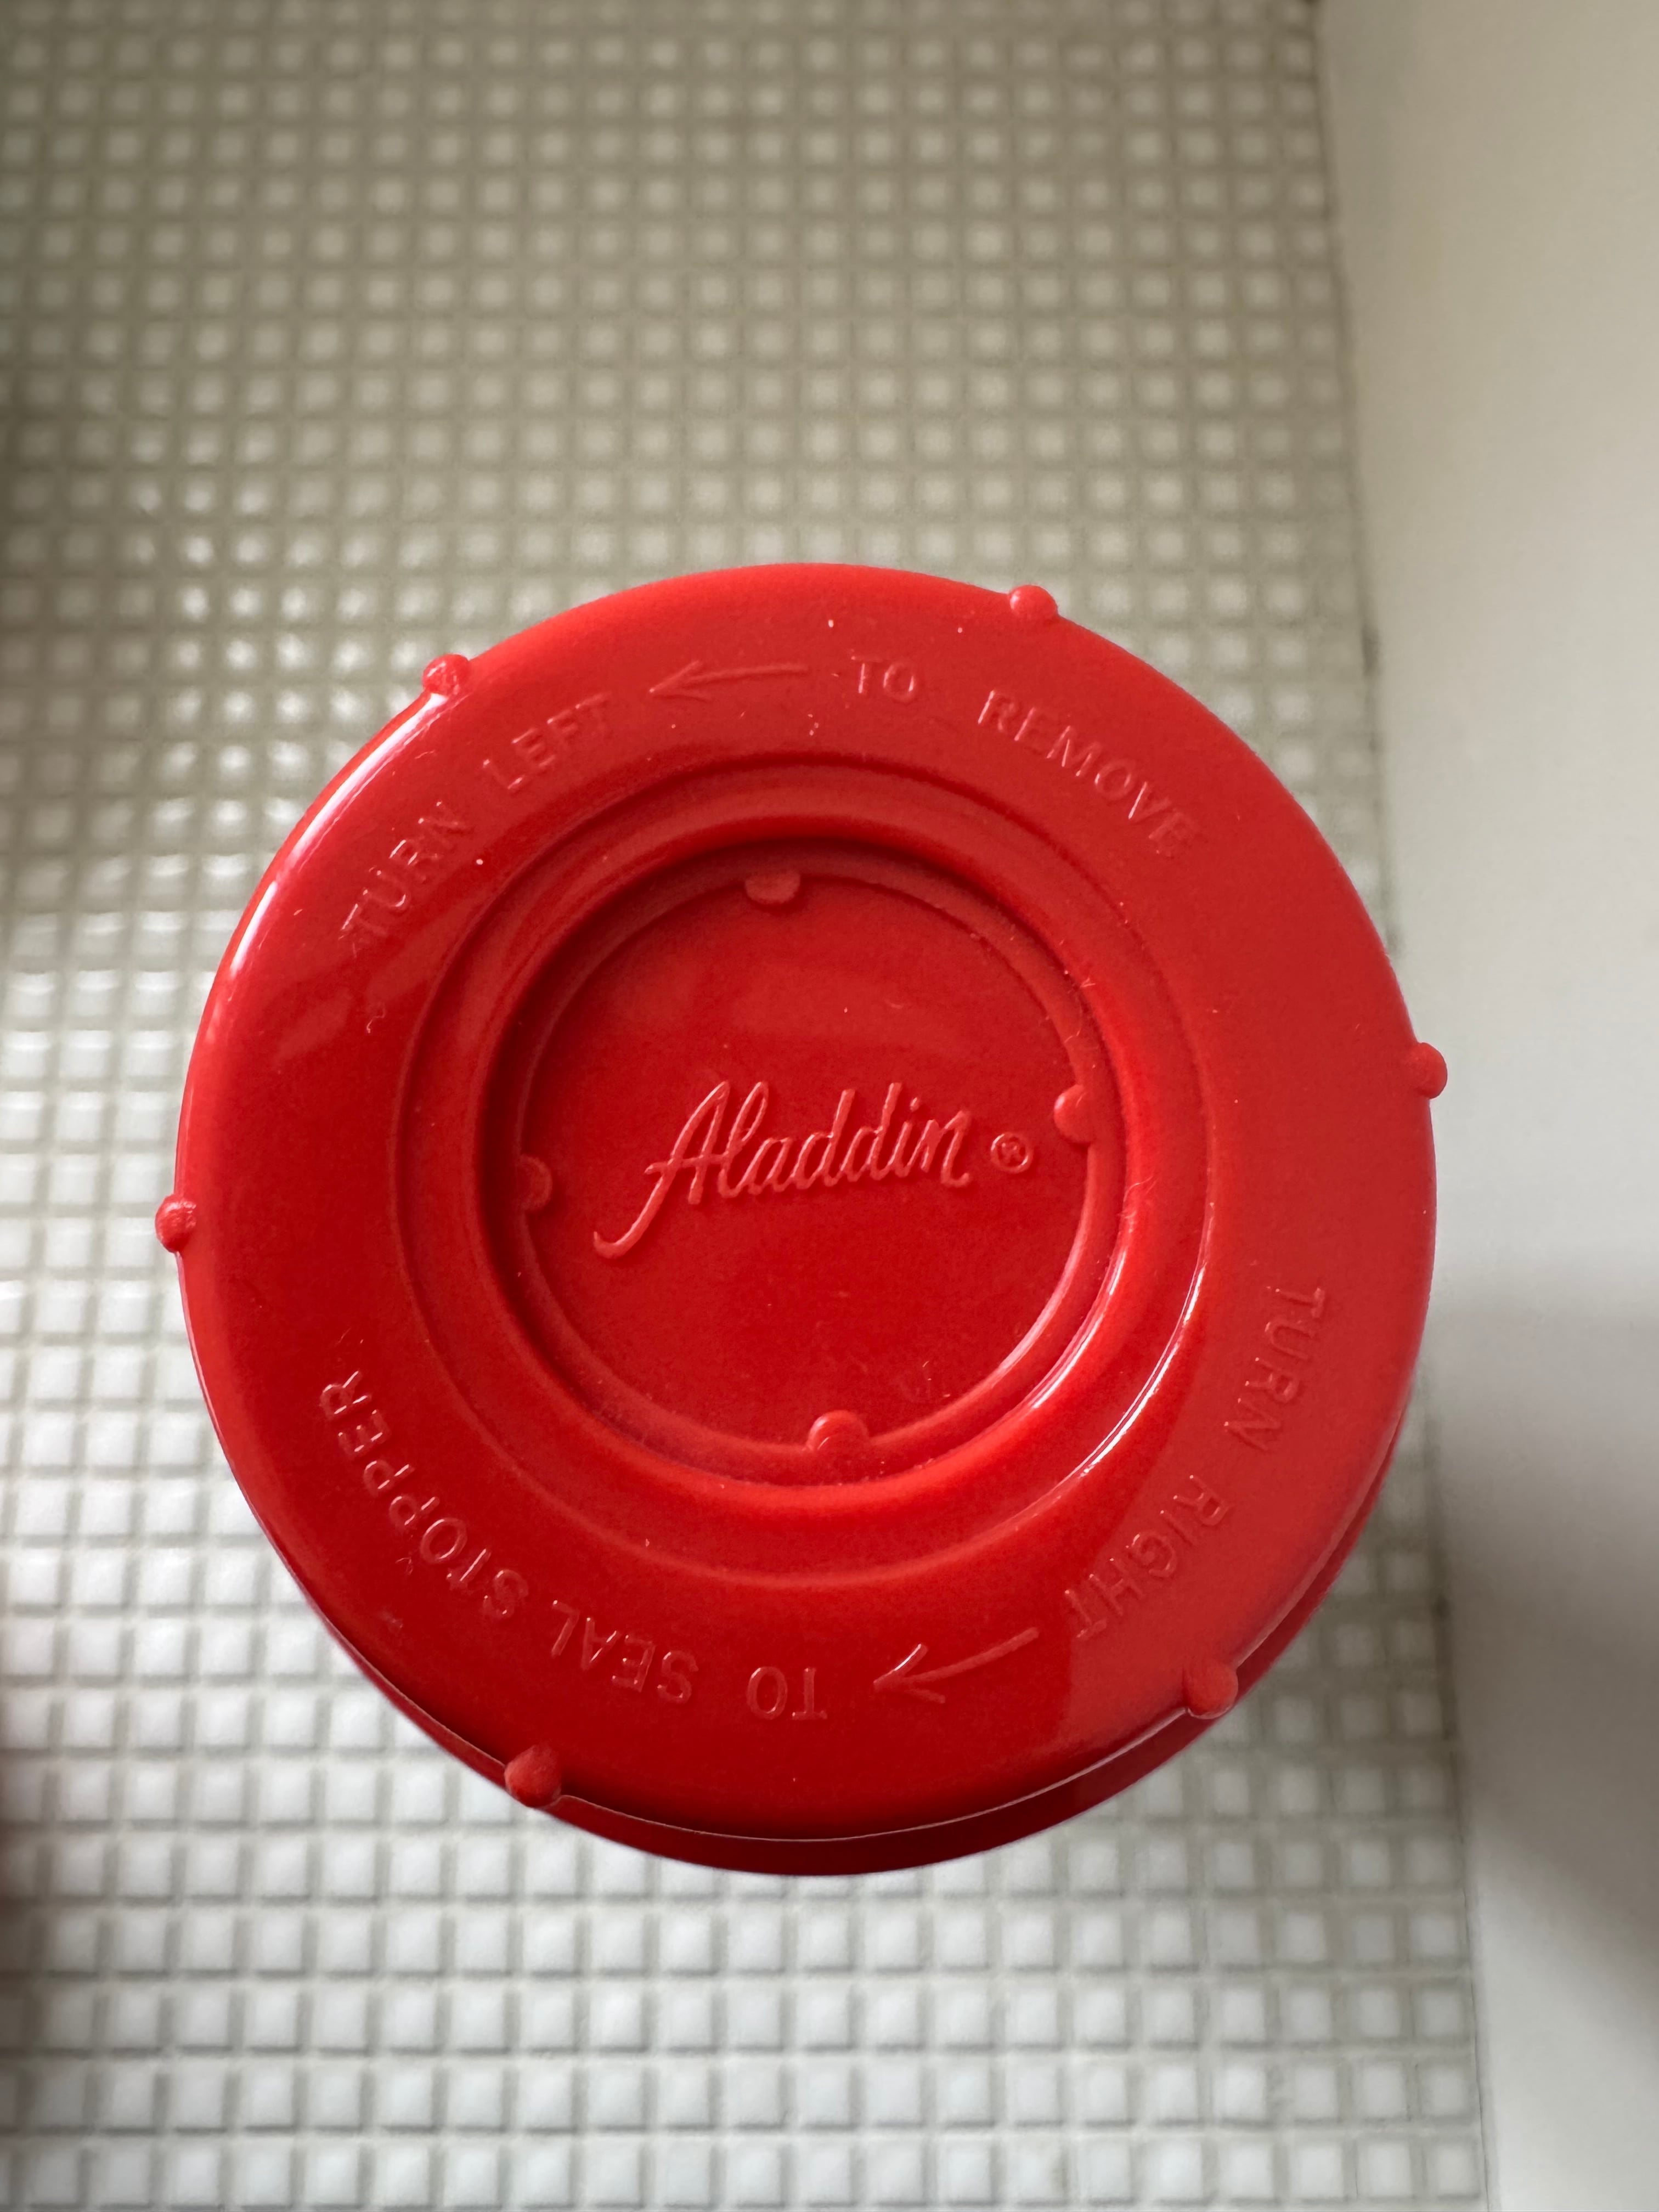 TURN LEFT ← TO REMOVE
Aladdin ®
TURN RIGHT → TO SEAL STOPPER